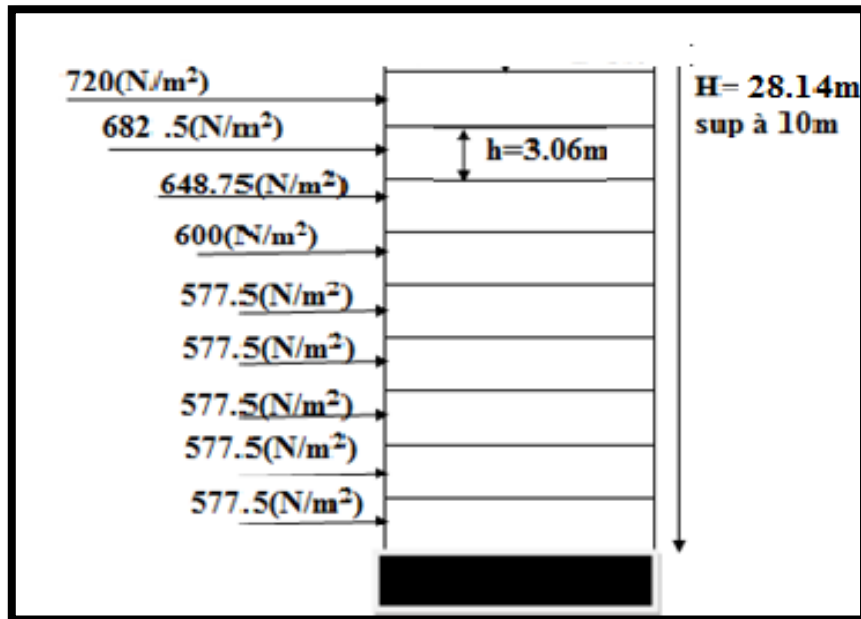 720(N/m²)
H= 28.14m
sup à 10m
682 .5(N/m²)
h=3.06m
648.75(N/m²)
600(N/m²)
577.5(N/m²)
577.5(N/m²)
577.5(N/m²)
577.5(N/m²)
577.5(N/m²)